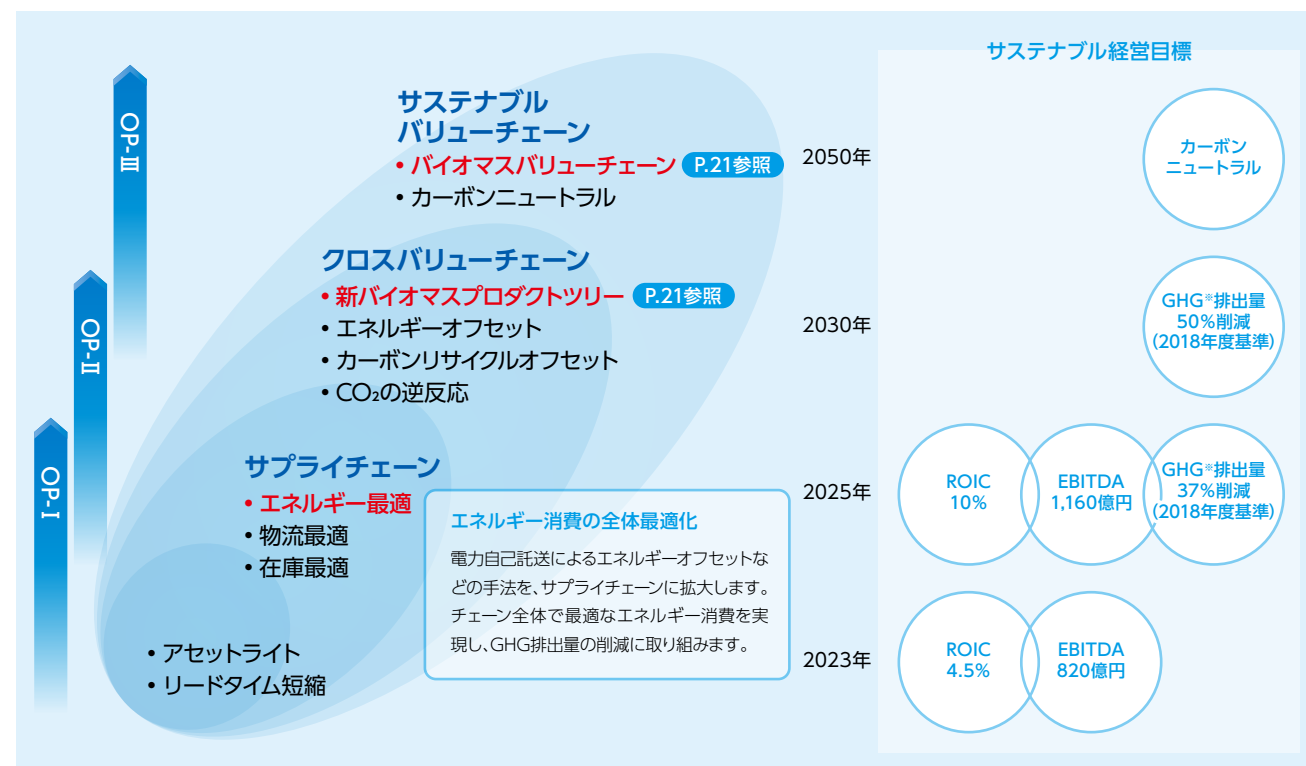 サステナブル経営目標
OP-Ⅲ
サステナブル
バリューチェーン
• バイオマスバリューチェーン P.21参照
• カーボンニュートラル
2050年
カーボン
ニュートラル
OP-Ⅱ
クロスバリューチェーン
• 新バイオマスプロダクトツリー P.21参照
• エネルギーオフセット
• カーボンリサイクルオフセット
• CO₂の逆反応
2030年
GHG※排出量
50%削減
(2018年度基準)
OP-Ⅰ
サプライチェーン
• エネルギー最適
• 物流最適
• 在庫最適
エネルギー消費の全体最適化
電力自己託送によるエネルギーオフセットな
どの手法を、サプライチェーンに拡大します。
チェーン全体で最適なエネルギー消費を実
現し、GHG排出量の削減に取り組みます。
2025年
ROIC
10%
EBITDA
1,160億円
GHG※排出量
37%削減
(2018年度基準)
• アセットライト
• リードタイム短縮
2023年
ROIC
4.5%
EBITDA
820億円